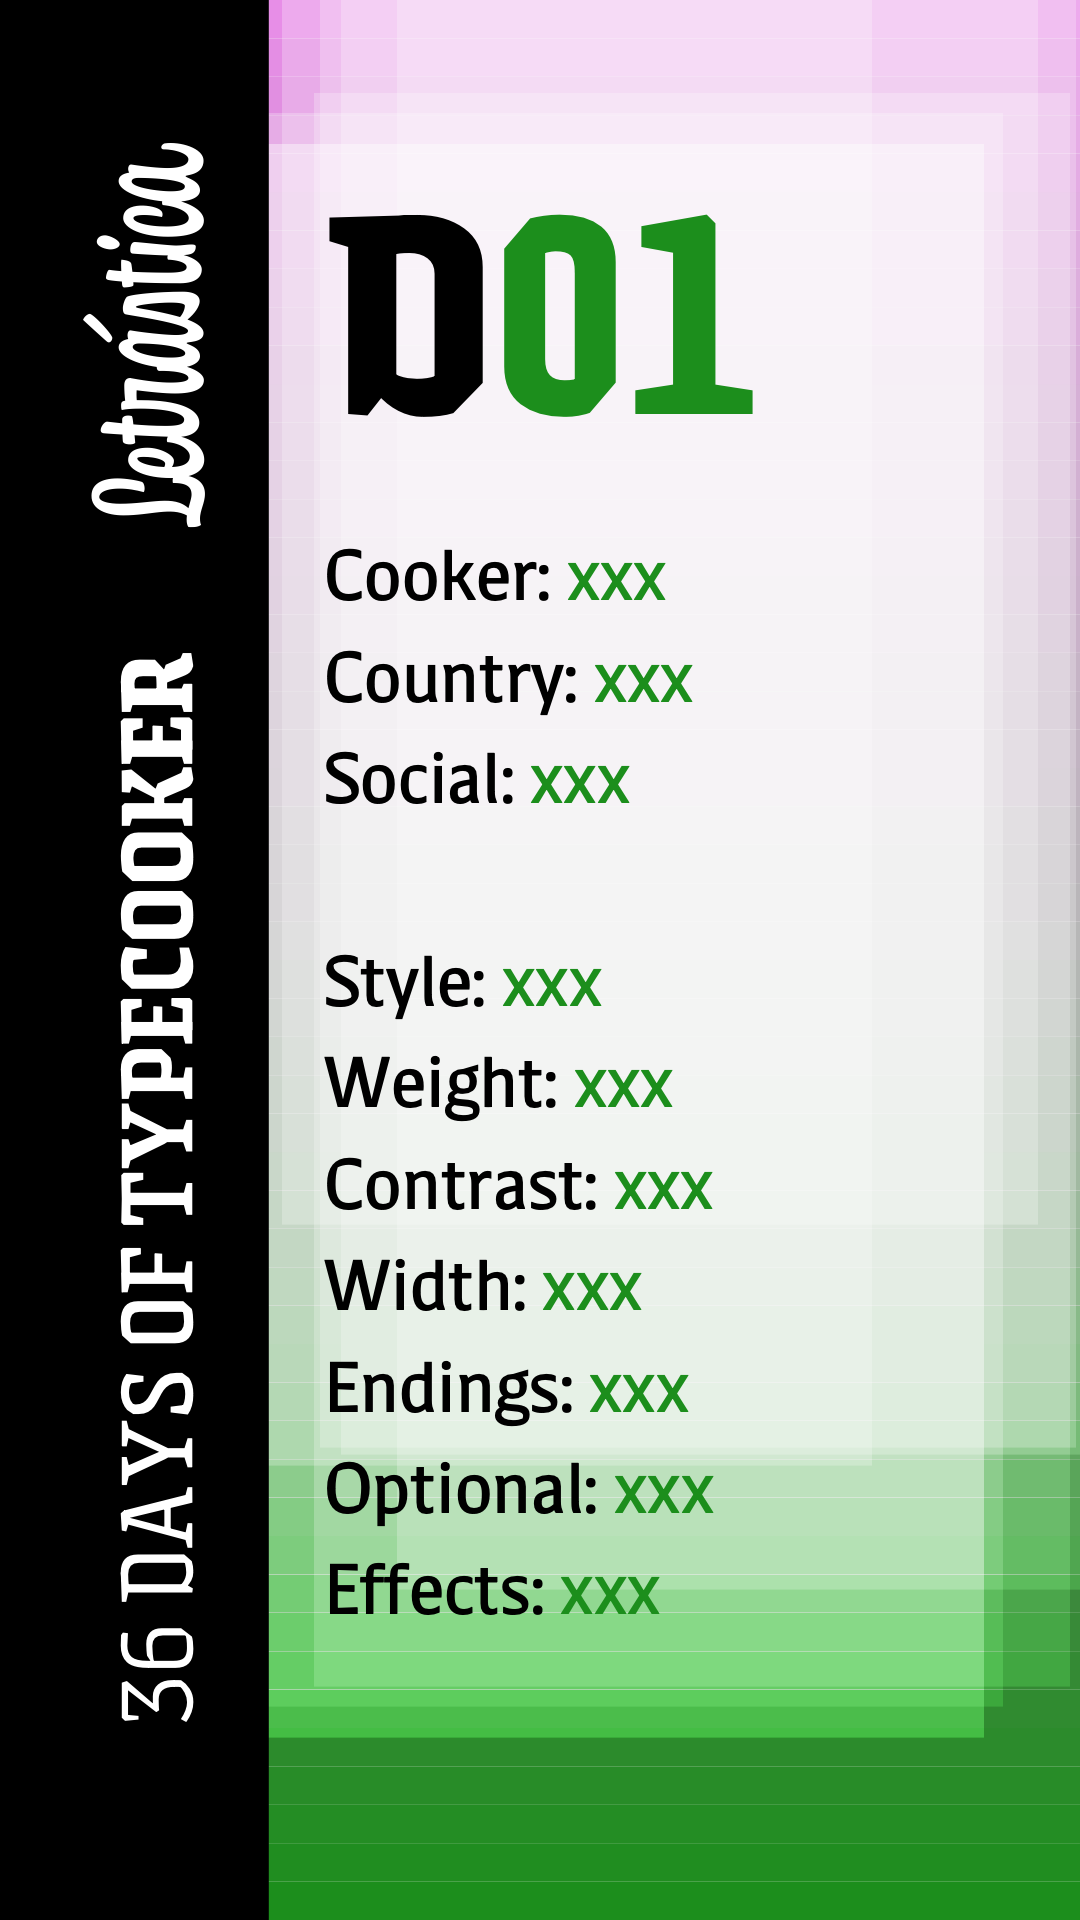 36 DAYS OF TYPECOOKER
Letrástica
D01
Cooker: xxx
Country: xxx
Social: xxx
Style: xxx
Weight: xxx
Contrast: xxx
Width: xxx
Endings: xxx
Optional: xxx
Effects: xxx